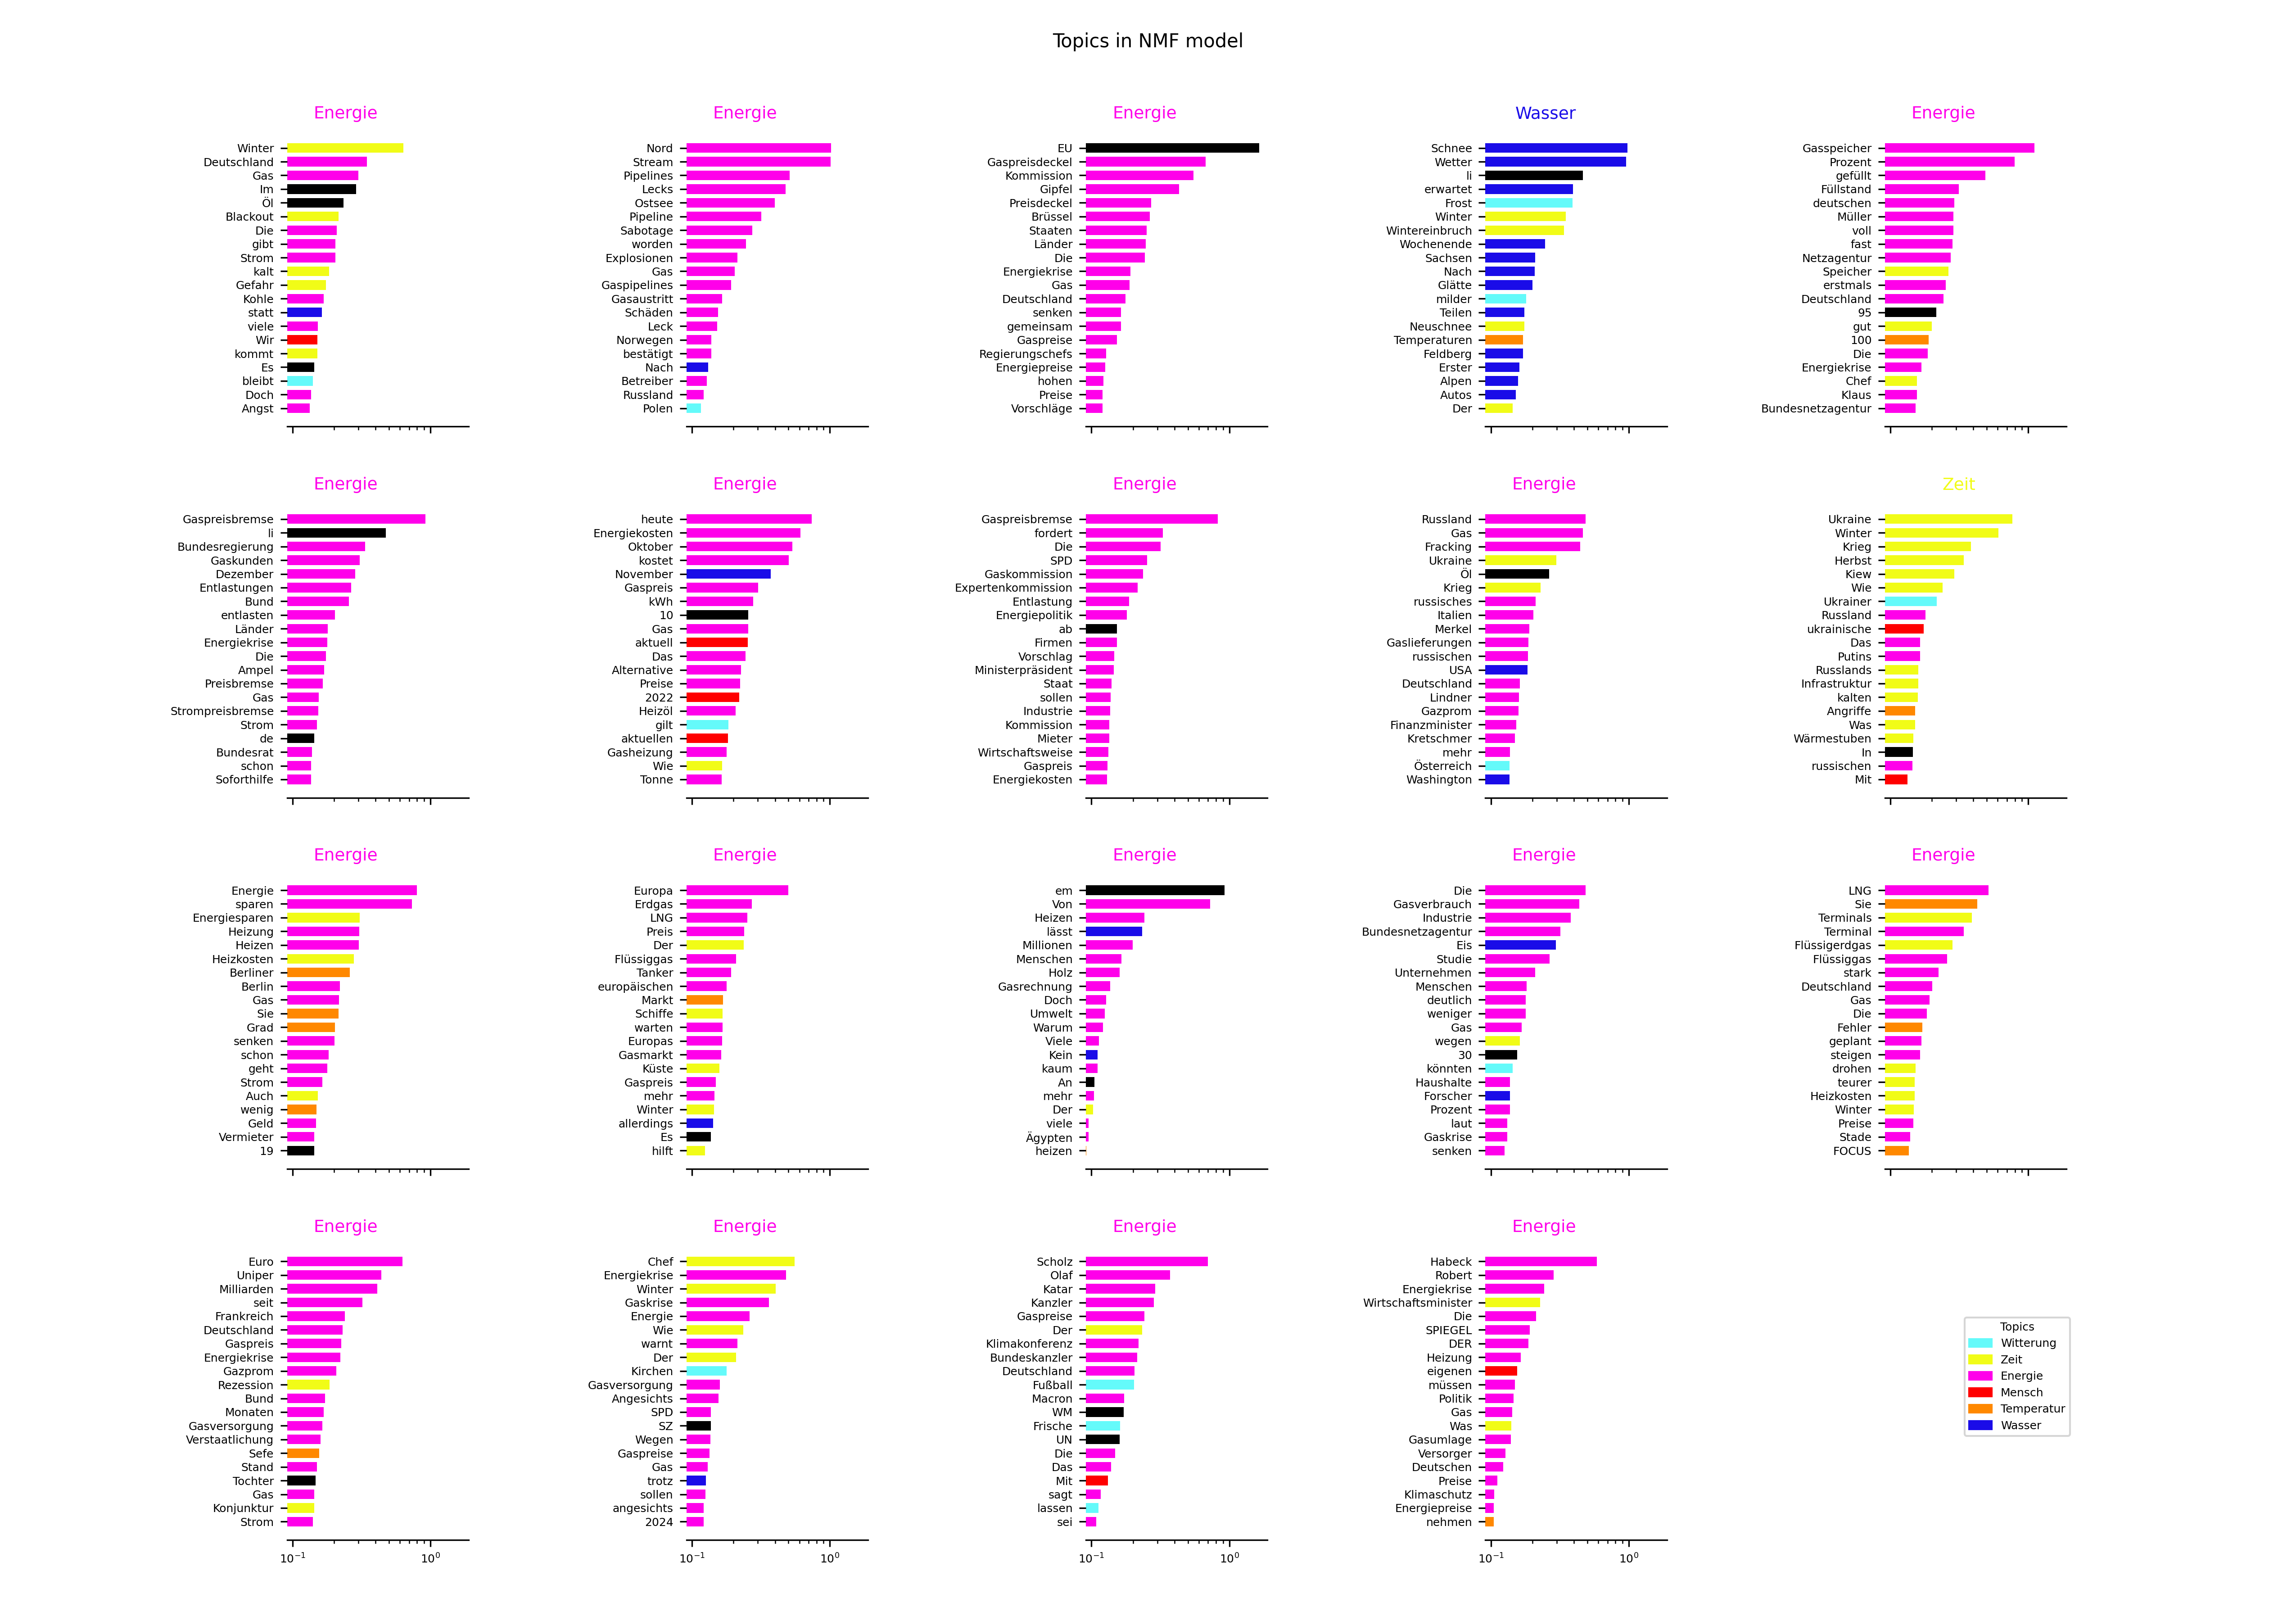 Topics in NMF model
Energie
Winter
Deutschland
Gas
Im
Öl
Blackout
Die
gibt
Strom
kalt
Gefahr
Kohle
statt
viele
Wir
kommt
Es
bleibt
Doch
Angst
Energie
Nord
Stream
Pipelines
Lecks
Ostsee
Pipeline
Sabotage
worden
Explosionen
Gas
Gaspipelines
Gasaustritt
Schäden
Leck
Norwegen
bestätigt
Nach
Betreiber
Russland
Polen
Energie
EU
Gaspreisdeckel
Kommission
Gipfel
Preisdeckel
Brüssel
Staaten
Länder
Die
Energiekrise
Gas
Deutschland
senken
gemeinsam
Gaspreise
Regierungschefs
Energiepreise
hohen
Preise
Vorschläge
Wasser
Schnee
Wetter
li
erwartet
Frost
Winter
Wintereinbruch
Wochenende
Sachsen
Nach
Glätte
milder
Teilen
Neuschnee
Temperaturen
Feldberg
Erster
Alpen
Autos
Der
Energie
Gasspeicher
Prozent
gefüllt
Füllstand
deutschen
Müller
voll
fast
Netzagentur
Speicher
erstmals
Deutschland
95
gut
100
Die
Energiekrise
Chef
Klaus
Bundesnetzagentur
Energie
Gaspreisbremse
li
Bundesregierung
Gaskunden
Dezember
Entlastungen
Bund
entlasten
Länder
Energiekrise
Die
Ampel
Preisbremse
Gas
Strompreisbremse
Strom
de
Bundesrat
schon
Soforthilfe
Energie
heute
Energiekosten
Oktober
kostet
November
Gaspreis
kWh
10
Gas
aktuell
Das
Alternative
Preise
2022
Heizöl
gilt
aktuellen
Gasheizung
Wie
Tonne
Energie
Gaspreisbremse
fordert
Die
SPD
Gaskommission
Expertenkommission
Entlastung
Energiepolitik
ab
Firmen
Vorschlag
Ministerpräsident
Staat
sollen
Industrie
Kommission
Mieter
Wirtschaftsweise
Gaspreis
Energiekosten
Energie
Russland
Gas
Fracking
Ukraine
Öl
Krieg
russisches
Italien
Merkel
Gaslieferungen
russischen
USA
Deutschland
Lindner
Gazprom
Finanzminister
Kretschmer
mehr
Österreich
Washington
Zeit
Ukraine
Winter
Krieg
Herbst
Kiew
Wie
Ukrainer
Russland
ukrainische
Das
Putins
Russlands
Infrastruktur
kalten
Angriffe
Was
Wärmestuben
In
russischen
Mit
Energie
Energie
sparen
Energiesparen
Heizung
Heizen
Heizkosten
Berliner
Berlin
Gas
Sie
Grad
senken
schon
geht
Strom
Auch
wenig
Geld
Vermieter
19
Energie
Europa
Erdgas
LNG
Preis
Der
Flüssiggas
Tanker
europäischen
Markt
Schiffe
warten
Europas
Gasmarkt
Küste
Gaspreis
mehr
Winter
allerdings
Es
hilft
Energie
em
Von
Heizen
lässt
Millionen
Menschen
Holz
Gasrechnung
Doch
Umwelt
Warum
Viele
Kein
kaum
An
mehr
Der
viele
Ägypten
heizen
Energie
Die
Gasverbrauch
Industrie
Bundesnetzagentur
Eis
Studie
Unternehmen
Menschen
deutlich
weniger
Gas
wegen
30
könnten
Haushalte
Forscher
Prozent
laut
Gaskrise
senken
Energie
LNG
Sie
Terminals
Terminal
Flüssigerdgas
Flüssiggas
stark
Deutschland
Gas
Die
Fehler
geplant
steigen
drohen
teurer
Heizkosten
Winter
Preise
Stade
FOCUS
Energie
Euro
Uniper
Milliarden
seit
Frankreich
Deutschland
Gaspreis
Energiekrise
Gazprom
Rezession
Bund
Monaten
Gasversorgung
Verstaatlichung
Sefe
Stand
Tochter
Gas
Konjunktur
Strom
10⁻¹ 10⁰
Energie
Chef
Energiekrise
Winter
Gaskrise
Energie
Wie
warnt
Der
Kirchen
Gasversorgung
Angesichts
SPD
SZ
Wegen
Gaspreise
Gas
trotz
sollen
angesichts
2024
10⁻¹ 10⁰
Energie
Scholz
Olaf
Katar
Kanzler
Gaspreise
Der
Klimakonferenz
Bundeskanzler
Deutschland
Fußball
Macron
WM
Frische
UN
Die
Das
Mit
sagt
lassen
sei
10⁻¹ 10⁰
Energie
Habeck
Robert
Energiekrise
Wirtschaftsminister
Die
SPIEGEL
DER
Heizung
eigenen
müssen
Politik
Gas
Was
Gasumlage
Versorger
Deutschen
Preise
Klimaschutz
Energiepreise
nehmen
10⁻¹ 10⁰
Topics
Witterung
Zeit
Energie
Mensch
Temperatur
Wasser